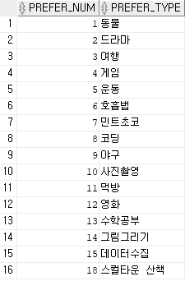 PREFER_NUM PREFER_TYPE
1 1 동물
2 2 드라마
3 3 여행
4 4 게임
5 5 운동
6 6 호흡법
7 7 민트초코
8 8 코딩
9 9 야구
10 10 사진촬영
11 11 먹방
12 12 영화
13 13 수학공부
14 14 그림그리기
15 15 데이터수집
16 18 스컬타운 산책